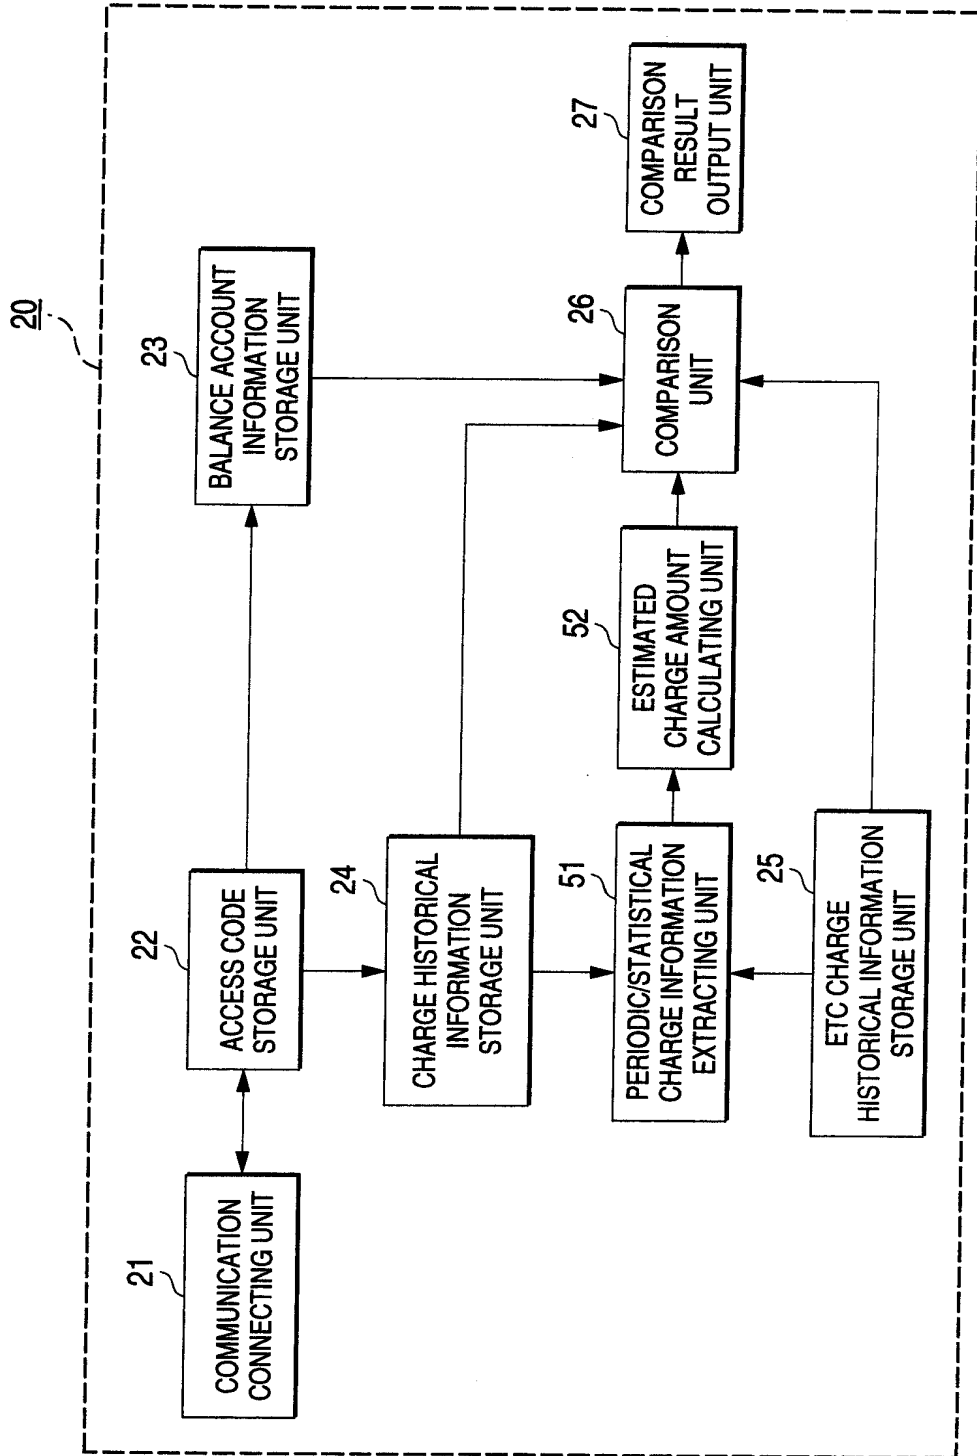 20
21
COMMUNICATION
CONNECTING UNIT
22
ACCESS CODE
STORAGE UNIT
23
BALANCE ACCOUNT
INFORMATION
STORAGE UNIT
24
CHARGE HISTORICAL
INFORMATION
STORAGE UNIT
51
PERIODIC/STATISTICAL
CHARGE INFORMATION
EXTRACTING UNIT
52
ESTIMATED
CHARGE AMOUNT
CALCULATING UNIT
26
COMPARISON
UNIT
27
COMPARISON
RESULT
OUTPUT UNIT
25
ETC CHARGE
HISTORICAL INFORMATION
STORAGE UNIT